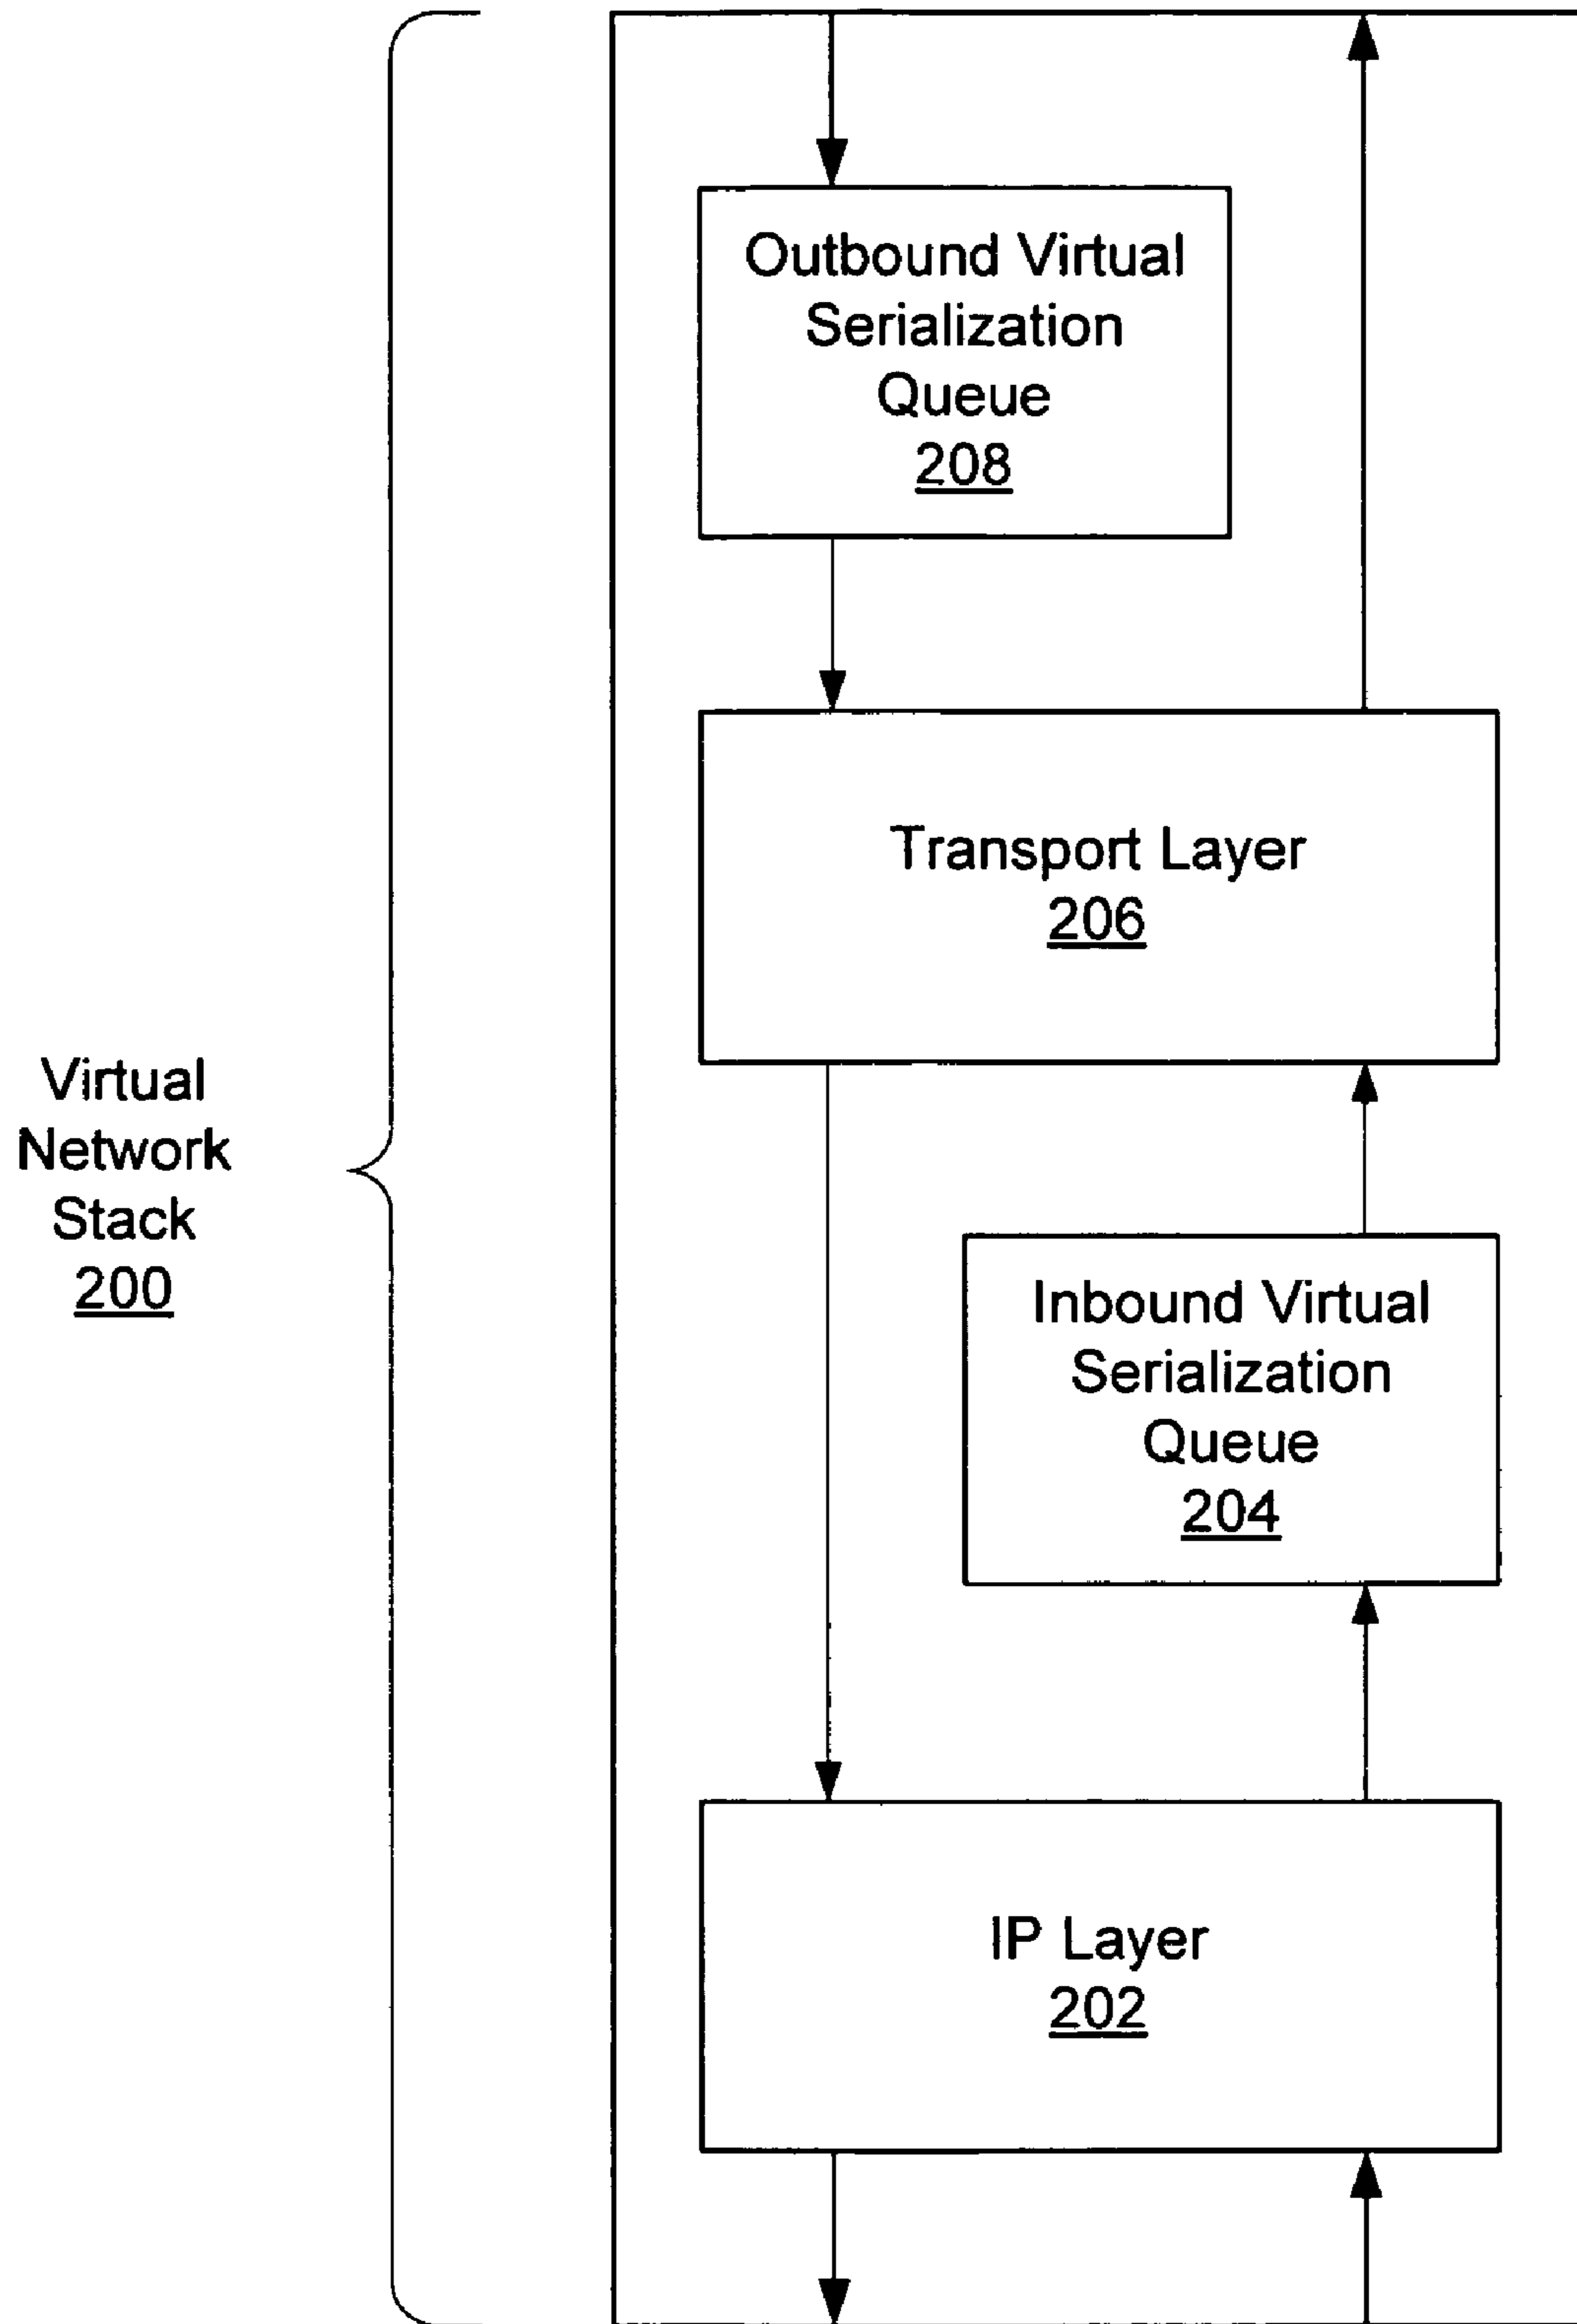 Outbound Virtual
Serialization
Queue
208
Transport Layer
206
Virtual
Network
Stack
200
Inbound Virtual
Serialization
Queue
204
IP Layer
202